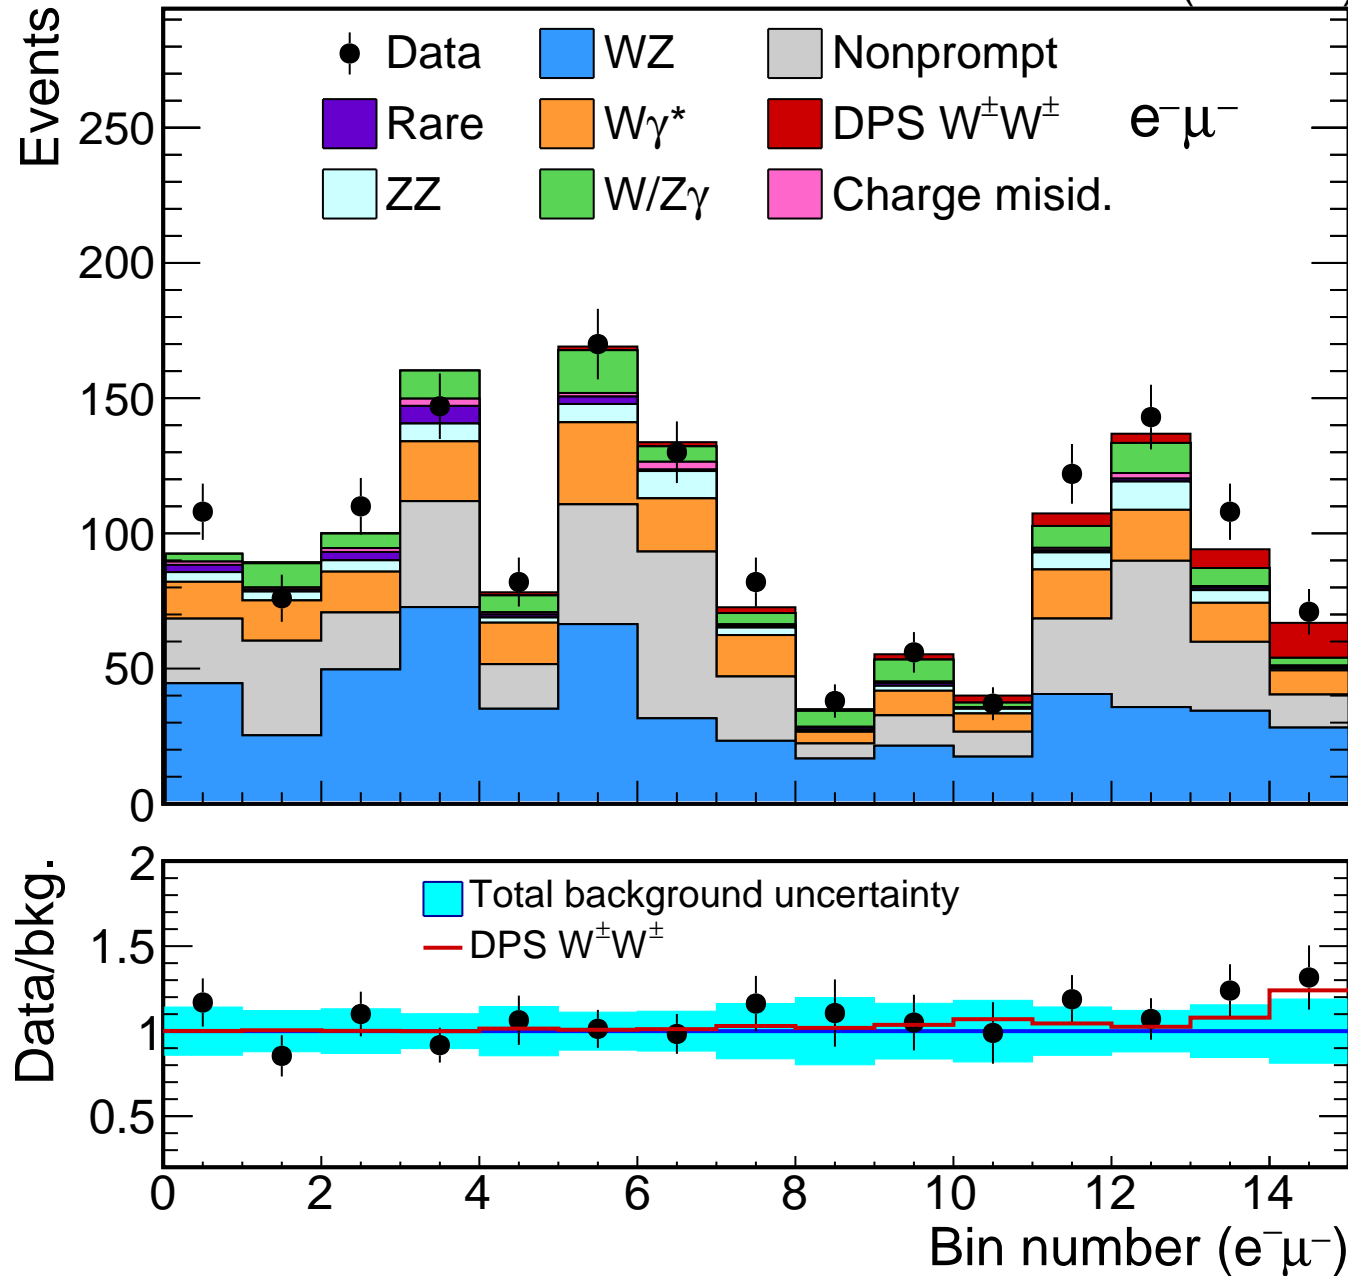 Events
250
200
150
100
50
0
Data WZ Nonprompt
Rare Wγ* DPS W±W± e⁻μ⁻
ZZ W/Zγ Charge misid.
Data/bkg.
2
1.5
1
0.5
Total background uncertainty
DPS W±W±
0 2 4 6 8 10 12 14
Bin number (e⁻μ⁻)